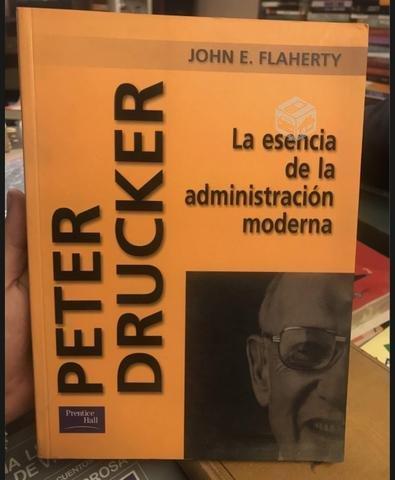 JOHN E. FLAHERTY
PETER
DRUCKER
La esencia
de la
administración
moderna
Prentice
Hall